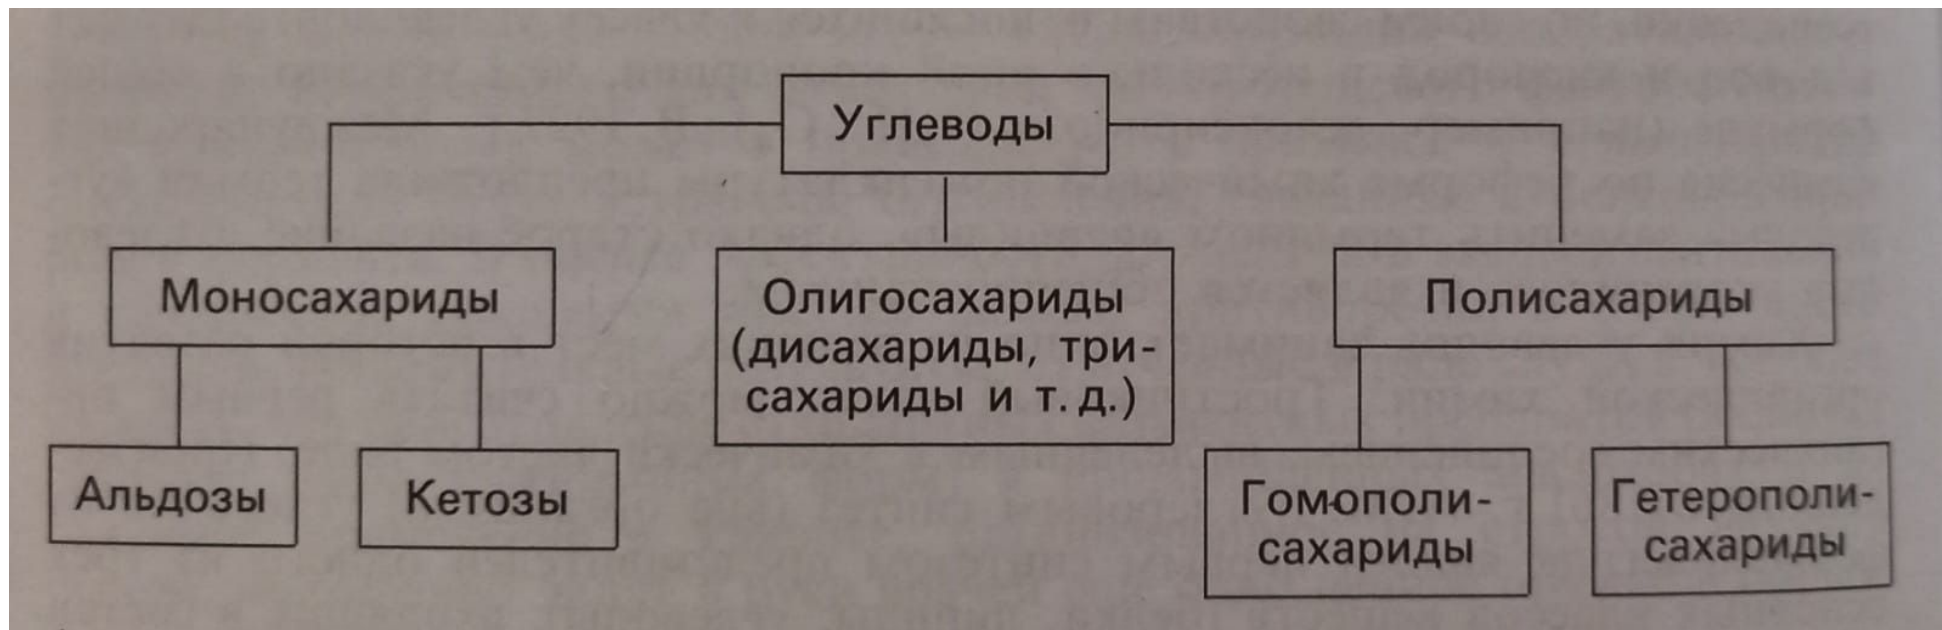 Углеводы
Моносахариды
Олигосахариды
(дисахариды, три-
сахариды и т. д.)
Полисахариды
Альдозы
Кетозы
Гомополи-
сахариды
Гетерополи-
сахариды